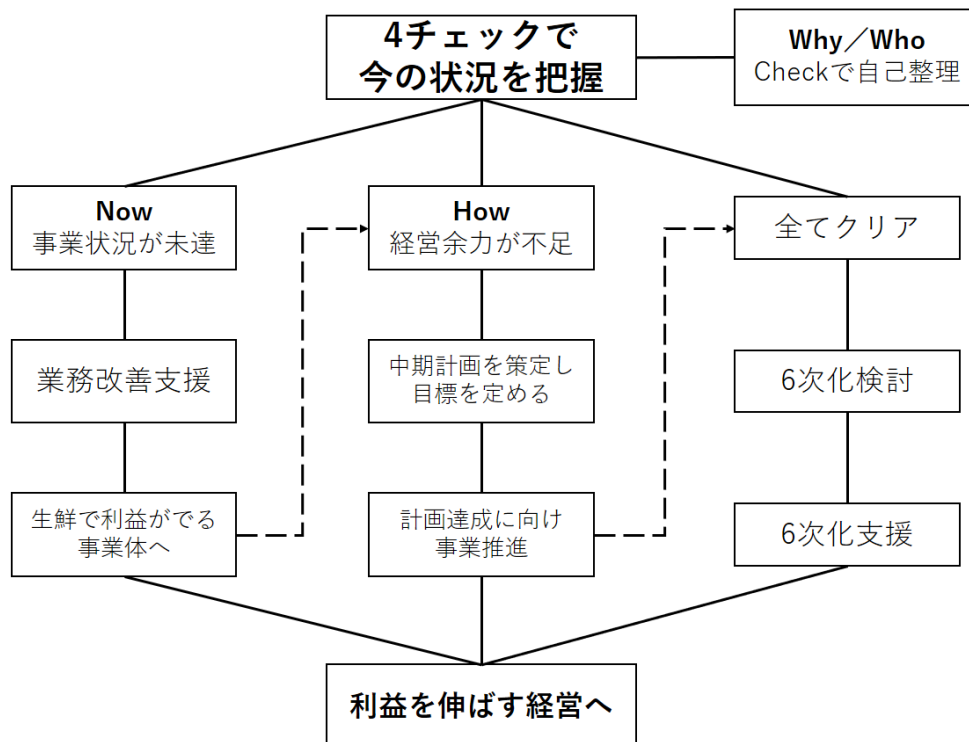 4チェックで
今の状況を把握
Why／Who
Checkで自己整理
Now
事業状況が未達
How
経営余力が不足
全てクリア
業務改善支援
中期計画を策定し
目標を定める
6次化検討
生鮮で利益がでる
事業体へ
計画達成に向け
事業推進
6次化支援
利益を伸ばす経営へ